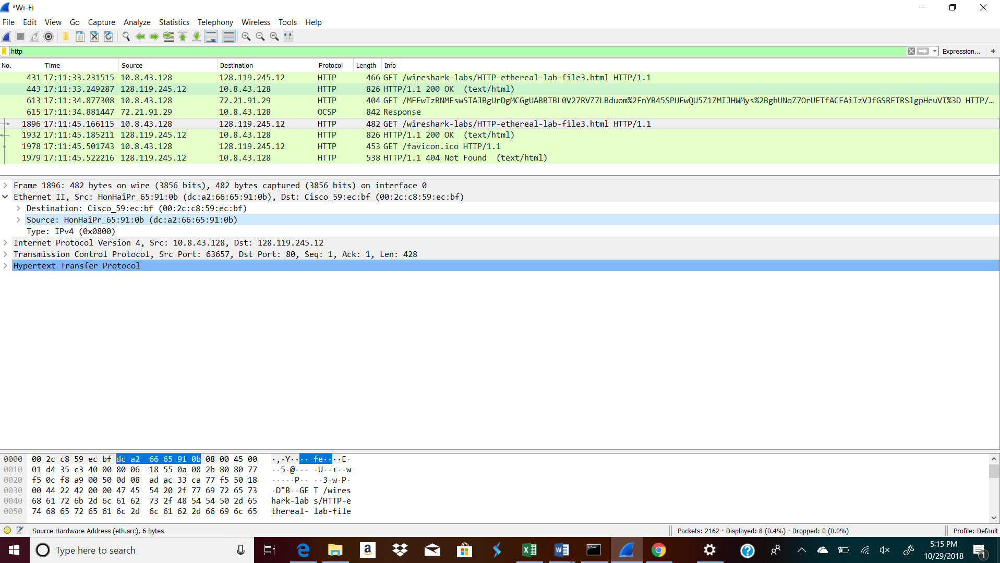 *Wi-Fi
File Edit View Go Capture Analyze Statistics Telephony Wireless Tools Help
http Expression... +
No. Time Source Destination Protocol Length Info
431 17:11:33.231515 10.8.43.128 128.119.245.12 HTTP 466 GET /wireshark-labs/HTTP-ethereal-lab-file3.html HTTP/1.1
443 17:11:33.249287 128.119.245.12 10.8.43.128 HTTP 826 HTTP/1.1 200 OK (text/html)
613 17:11:34.877308 10.8.43.128 72.21.91.29 HTTP 404 GET /MFEwTzBNMEswSTAJBgUrDgMCGgUABBTBL0V27RVZ7LBduom%2FnYB45SPUEwQU5Z1ZMIJHWMys%2BghUNoZ7OrUETfACEAiIzVJfGSRETRSlgpHeuVI%3D HTTP/...
615 17:11:34.881447 72.21.91.29 10.8.43.128 OCSP 842 Response
1896 17:11:45.166115 10.8.43.128 128.119.245.12 HTTP 482 GET /wireshark-labs/HTTP-ethereal-lab-file3.html HTTP/1.1
1932 17:11:45.185211 128.119.245.12 10.8.43.128 HTTP 826 HTTP/1.1 200 OK (text/html)
1978 17:11:45.501743 10.8.43.128 128.119.245.12 HTTP 453 GET /favicon.ico HTTP/1.1
1979 17:11:45.522216 128.119.245.12 10.8.43.128 HTTP 538 HTTP/1.1 404 Not Found (text/html)
Frame 1896: 482 bytes on wire (3856 bits), 482 bytes captured (3856 bits) on interface 0
Ethernet II, Src: HonHaiPr_65:91:0b (dc:a2:66:65:91:0b), Dst: Cisco_59:ec:bf (00:2c:c8:59:ec:bf)
Destination: Cisco_59:ec:bf (00:2c:c8:59:ec:bf)
Source: HonHaiPr_65:91:0b (dc:a2:66:65:91:0b)
Type: IPv4 (0x0800)
Internet Protocol Version 4, Src: 10.8.43.128, Dst: 128.119.245.12
Transmission Control Protocol, Src Port: 63657, Dst Port: 80, Seq: 1, Ack: 1, Len: 428
Hypertext Transfer Protocol
0000 00 2c c8 59 ec bf dc a2 66 65 91 0b 08 00 45 00 ·,·Y···· fe····E·
0010 01 d4 35 c3 40 00 80 06 18 55 0a 08 2b 80 80 77 ··5·@··· ·U··+··w
0020 f5 0c f8 a9 00 50 0d 08 ad ac 33 ca 77 f5 50 18 ·····P·· ··3·w·P·
0030 00 44 22 42 00 00 47 45 54 20 2f 77 69 72 65 73 ·D"B··GE T /wires
0040 68 61 72 6b 2d 6c 61 62 73 2f 48 54 54 50 2d 65 hark-lab s/HTTP-e
0050 74 68 65 72 65 61 6c 2d 6c 61 62 2d 66 69 6c 65 thereal- lab-file
Source Hardware Address (eth.src), 6 bytes Packets: 2162 · Displayed: 8 (0.4%) · Dropped: 0 (0.0%) Profile: Default
Type here to search
5:15 PM
10/29/2018
1